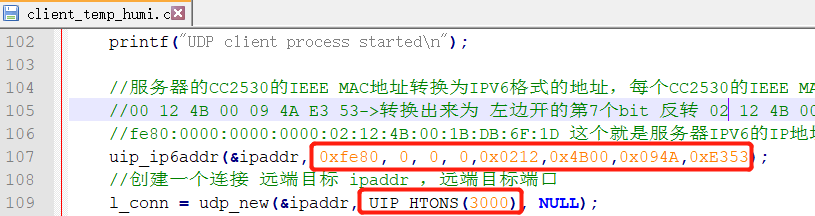 client_temp_humi.c
102 printf("UDP client process started\n");
103
104 //服务器的CC2530的IEEE MAC地址转换为IPV6格式的地址，每个CC2530的IEEE MA
105 //00 12 4B 00 09 4A E3 53->转换出来为 左边开的第7个bit 反转 02 12 4B 00
106 //fe80:0000:0000:0000:02:12:4B:00:1B:DB:6F:1D 这个就是服务器IPV6的IP地址
107 uip_ip6addr(&ipaddr, 0xfe80, 0, 0, 0,0x0212,0x4B00,0x094A,0xE353);
108 //创建一个连接 远端目标 ipaddr ，远端目标端口
109 l_conn = udp_new(&ipaddr, UIP_HTONS(3000), NULL);